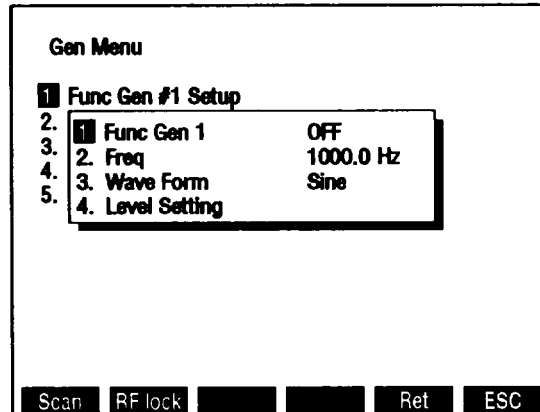 Gen Menu
1 Func Gen #1 Setup
2.
3.
4.
5.
1 Func Gen 1 OFF
2. Freq 1000.0 Hz
3. Wave Form Sine
4. Level Setting
Scan RF lock Ret ESC